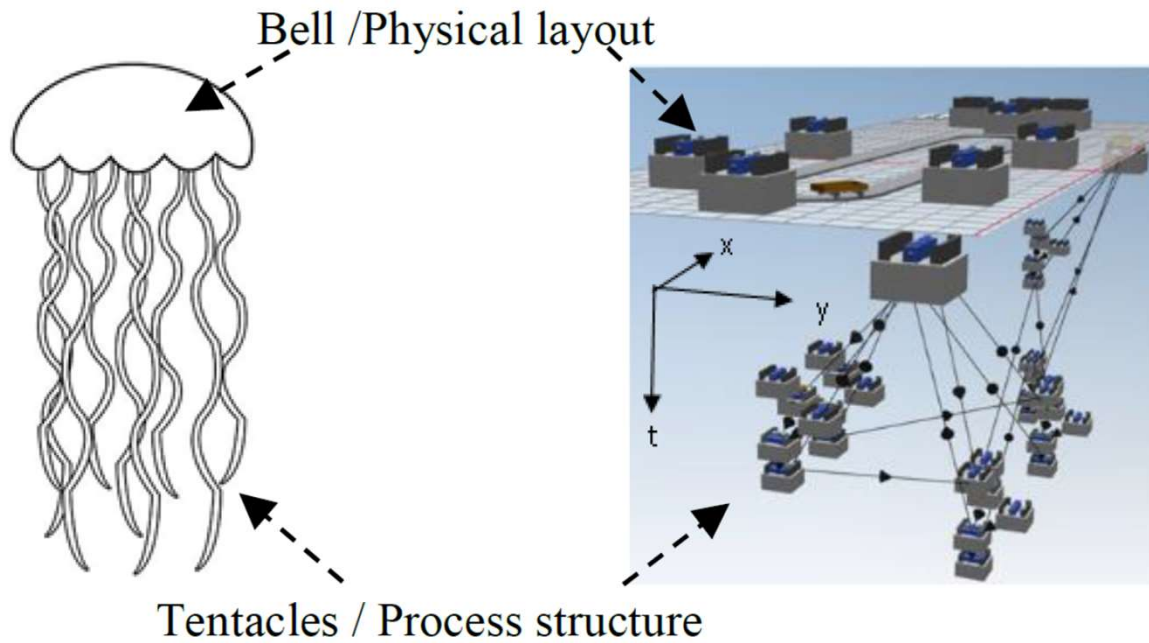 Bell /Physical layout
x
y
t
Tentacles / Process structure